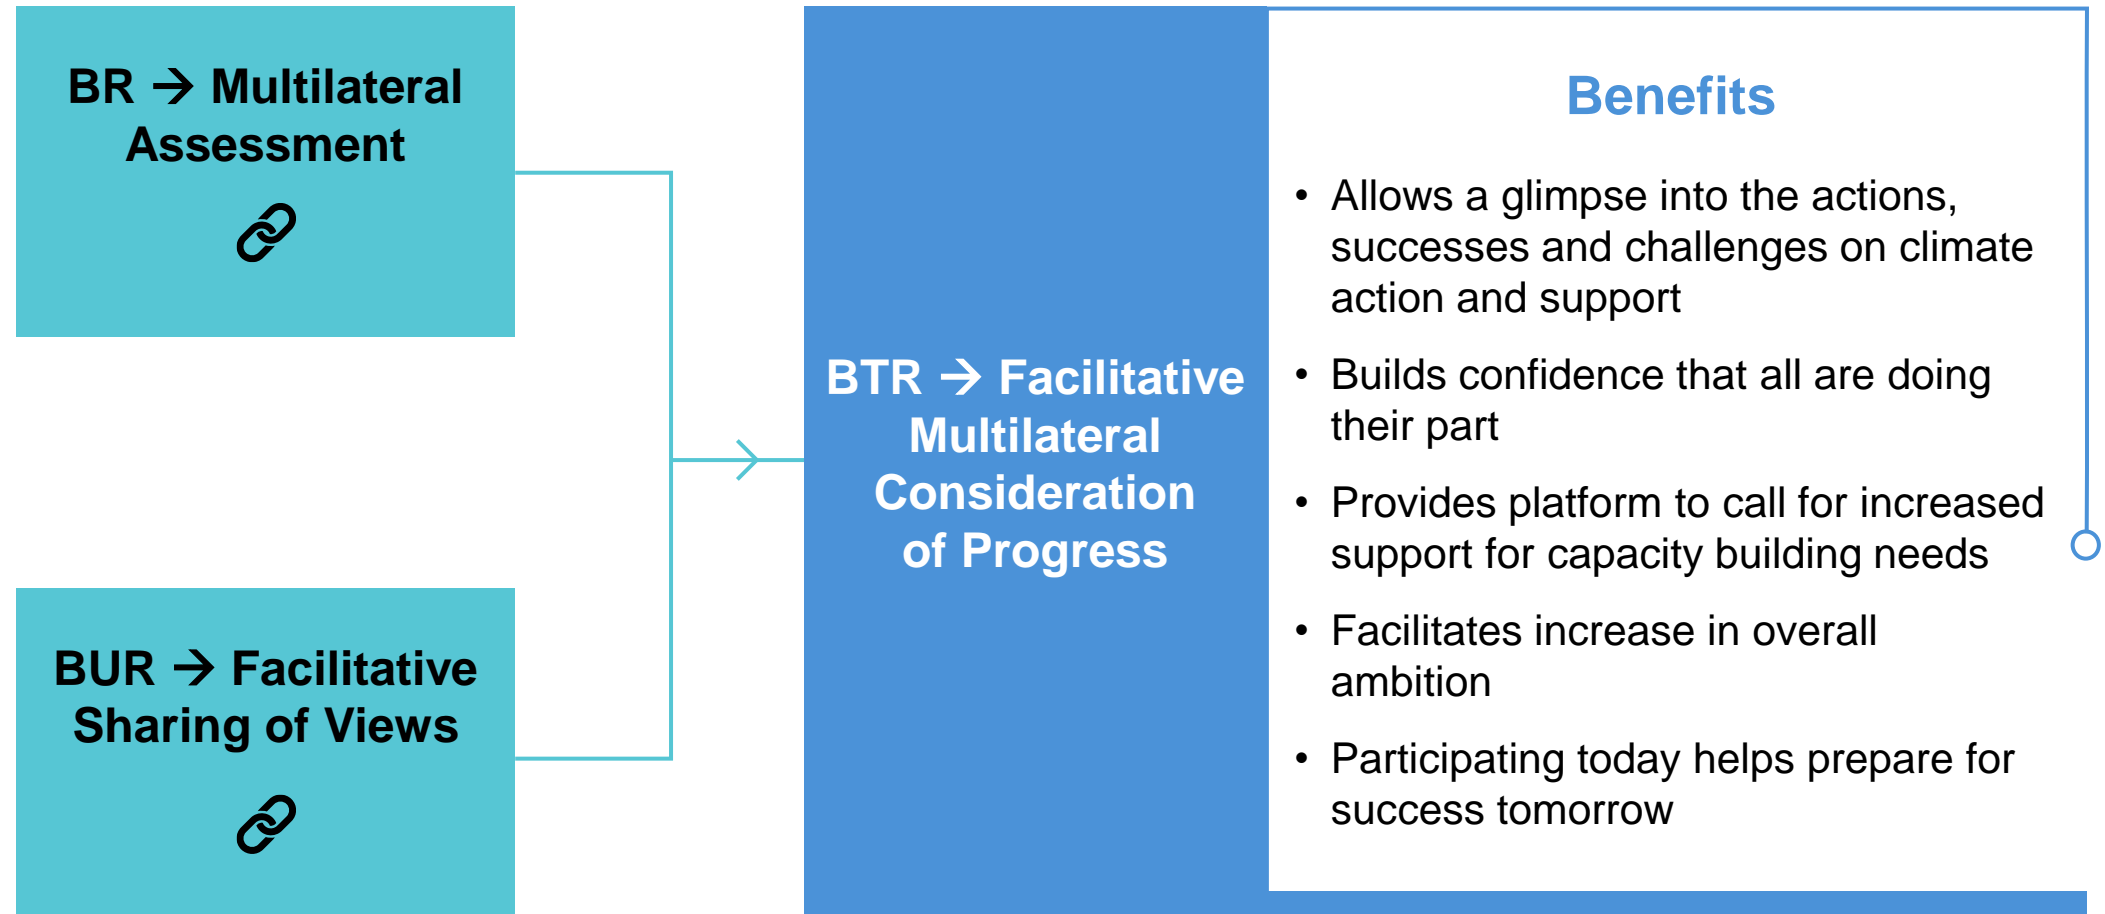 BR → Multilateral
Assessment
BUR → Facilitative
Sharing of Views
BTR → Facilitative
Multilateral
Consideration
of Progress
Benefits
• Allows a glimpse into the actions,
successes and challenges on climate
action and support
• Builds confidence that all are doing
their part
• Provides platform to call for increased
support for capacity building needs
• Facilitates increase in overall
ambition
• Participating today helps prepare for
success tomorrow